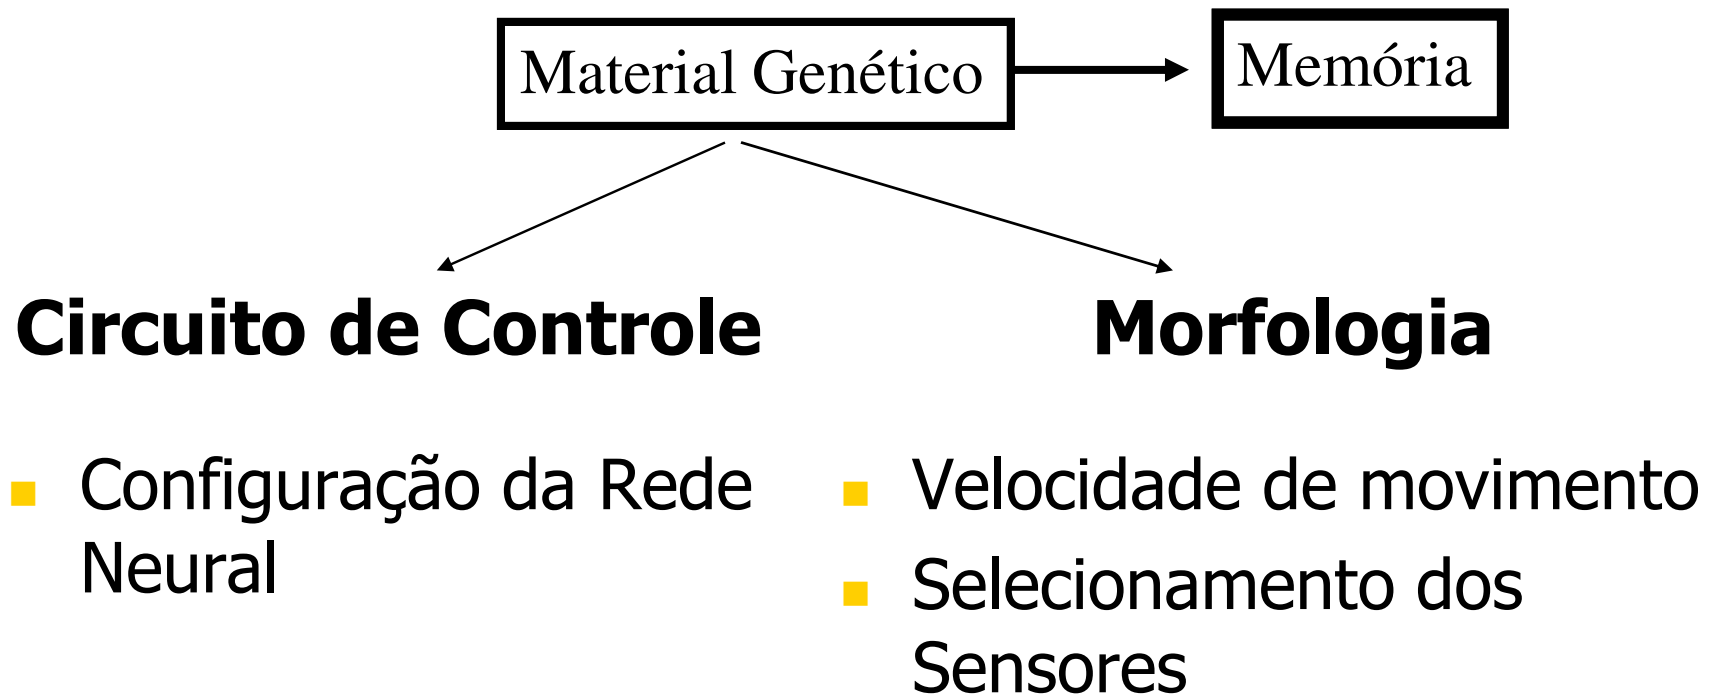 Material Genético
Memória
Circuito de Controle
Morfologia
Configuração da Rede
Neural
Velocidade de movimento
Selecionamento dos
Sensores